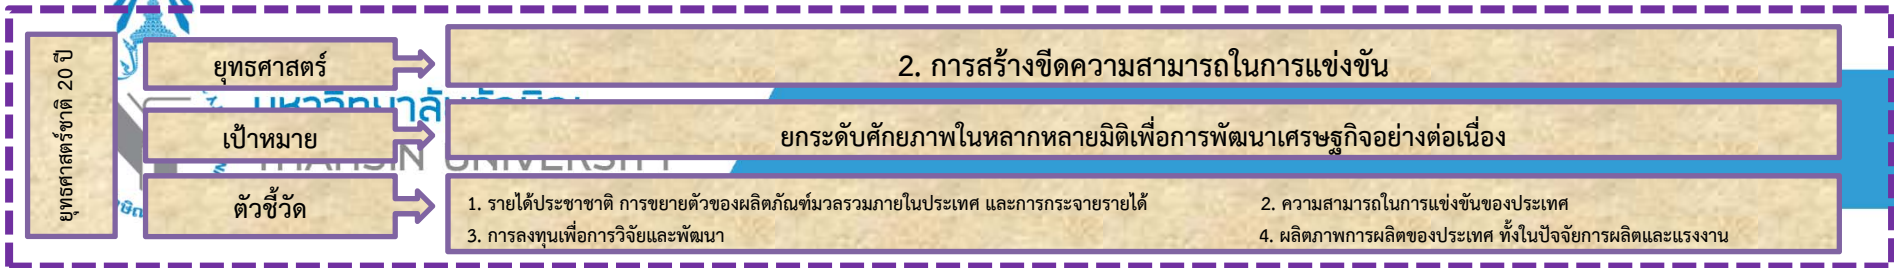 ยุทธศาสตร์ชาติ 20 ปี
ยุทธศาสตร์
2. การสร้างขีดความสามารถในการแข่งขัน
เป้าหมาย
ยกระดับศักยภาพในหลากหลายมิติเพื่อการพัฒนาเศรษฐกิจอย่างต่อเนื่อง
UNIVERSITY
ตัวชี้วัด
1. รายได้ประชาชาติ การขยายตัวของผลิตภัณฑ์มวลรวมภายในประเทศ และการกระจายรายได้
2. ความสามารถในการแข่งขันของประเทศ
3. การลงทุนเพื่อการวิจัยและพัฒนา
4. ผลิตภาพการผลิตของประเทศ ทั้งในปัจจัยการผลิตและแรงงาน